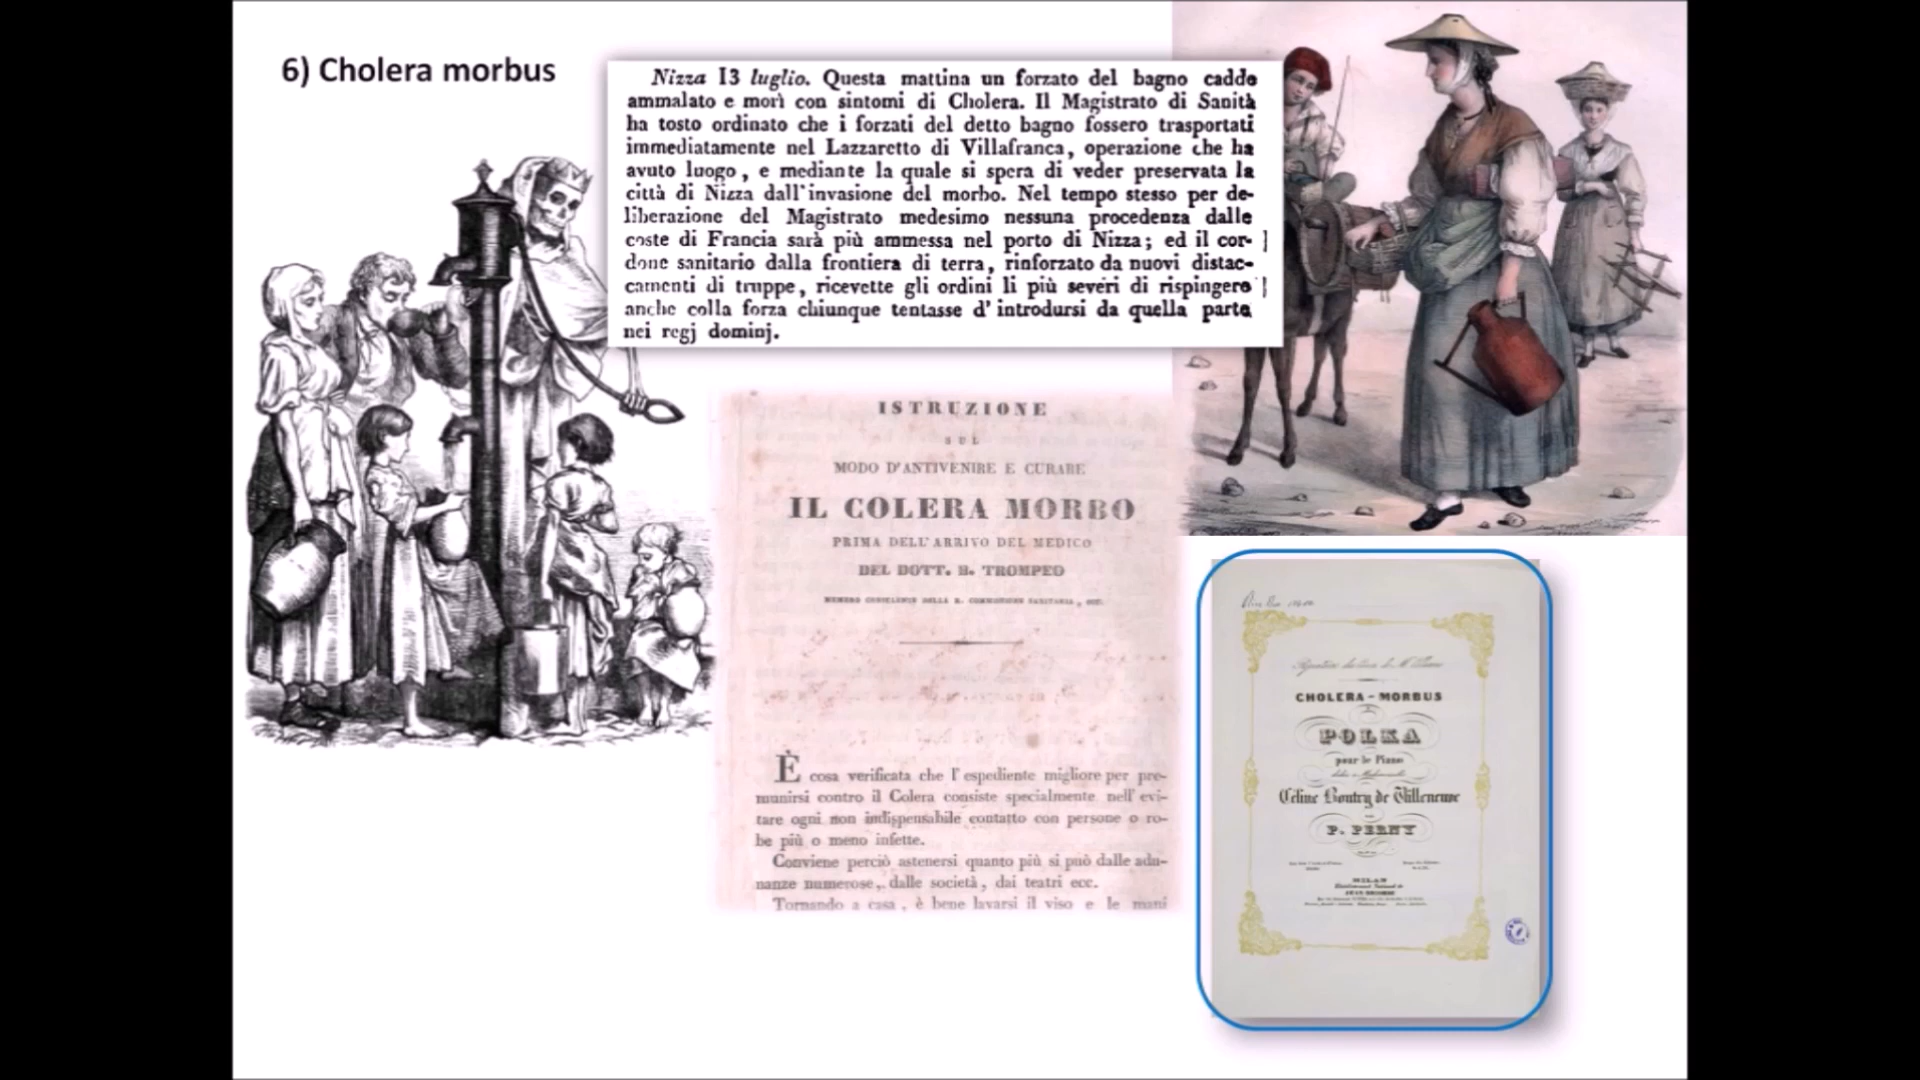 6) Cholera morbus
Nizza 13 luglio. Questa mattina un forzato del bagno cadde
ammalato e morì con sintomi di Cholera. Il Magistrato di Sanità
ha tosto ordinato che i forzati del detto bagno fossero trasportati
immediatamente nel Lazzaretto di Villafranca, operazione che ha
avuto luogo, e mediante la quale si spera di veder preservata la
città di Nizza dall'invasione del morbo. Nel tempo stesso per de-
liberazione del Magistrato medesimo nessuna procedenza dalle
coste di Francia sarà più ammessa nel porto di Nizza; ed il cor-
done sanitario dalla frontiera di terra, rinforzato da nuovi distac-
camenti di truppe, ricevette gli ordini li più severi di rispingere
anche colla forza chiunque tentasse d'introdursi da quella parte
nei regj dominj.
ISTRUZIONE
SUL
MODO D'ANTIVENIRE E CURARE
IL COLERA MORBO
PRIMA DELL'ARRIVO DEL MEDICO
DEL DOTT. B. TROMPEO
È cosa verificata che l'espediente migliore per pre-
munirsi contro il Colera consiste specialmente nell'evi-
tare ogni non indispensabile contatto con persone o ro-
be più o meno infette.
Conviene perciò astenersi quanto più si può dalle adu-
nanze numerose, dalle società, dai teatri ecc.
Tornando a casa, è bene lavarsi il viso e le mani
CHOLERA-MORBUS
POLKA
pour le Piano
Céline Boutry de Villeneuve
P. PERNY
MILAN